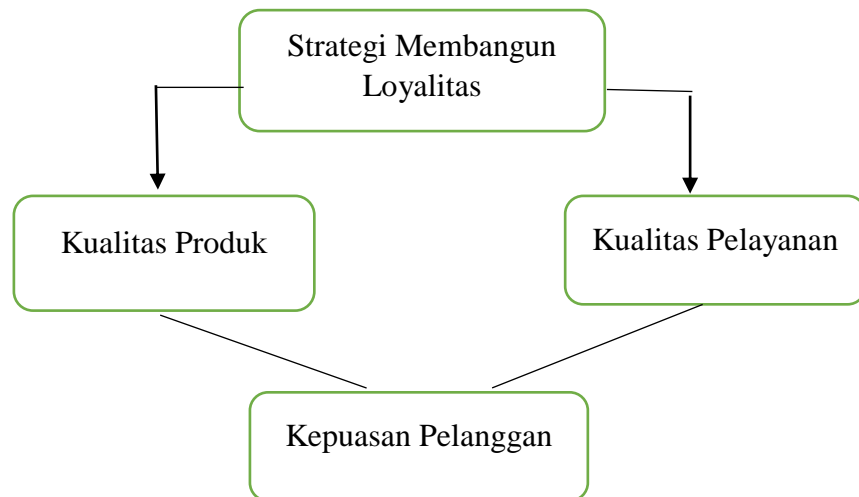 Strategi Membangun
Loyalitas
Kualitas Produk
Kualitas Pelayanan
Kepuasan Pelanggan